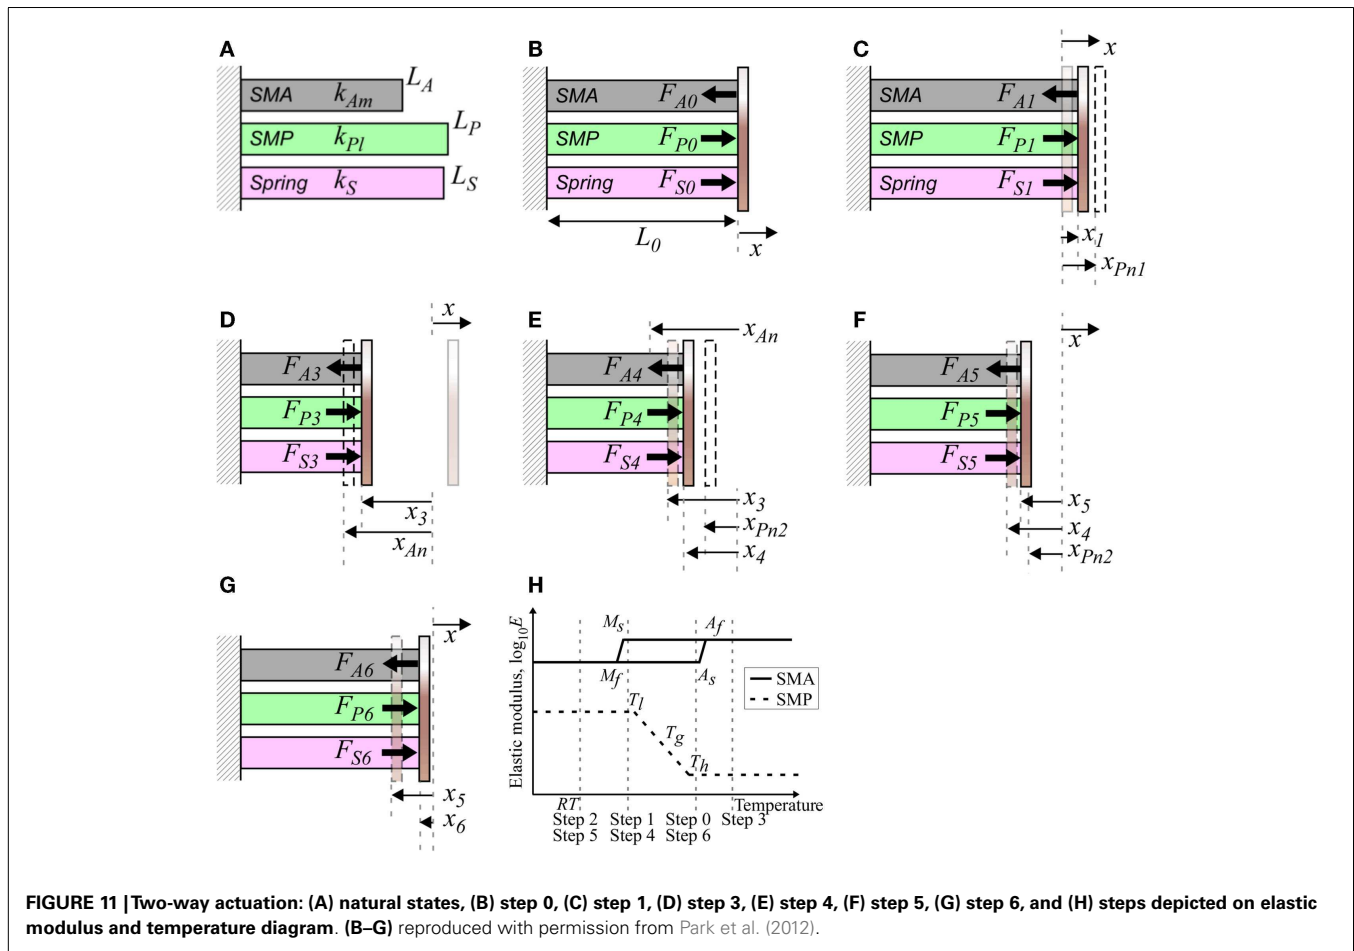 A
SMA k_Am L_A
SMP k_Pl L_P
Spring k_S L_S
B
SMA F_A0
SMP F_P0
Spring F_S0
L_0
x
C
x
SMA F_A1
SMP F_P1
Spring F_S1
x_1
x_Pn1
D
x
F_A3
F_P3
F_S3
x_3
x_An
E
x_An
F_A4
F_P4
F_S4
x_3
x_Pn2
x_4
F
x
F_A5
F_P5
F_S5
x_5
x_4
x_Pn2
G
x
F_A6
F_P6
F_S6
x_5
x_6
H
Elastic modulus, log10E
M_s A_f
M_f A_s
SMA
SMP
T_l
T_g
T_h
RT Temperature
Step 2 Step 1 Step 0 Step 3
Step 5 Step 4 Step 6
FIGURE 11 | Two-way actuation: (A) natural states, (B) step 0, (C) step 1, (D) step 3, (E) step 4, (F) step 5, (G) step 6, and (H) steps depicted on elastic
modulus and temperature diagram. (B–G) reproduced with permission from Park et al. (2012).